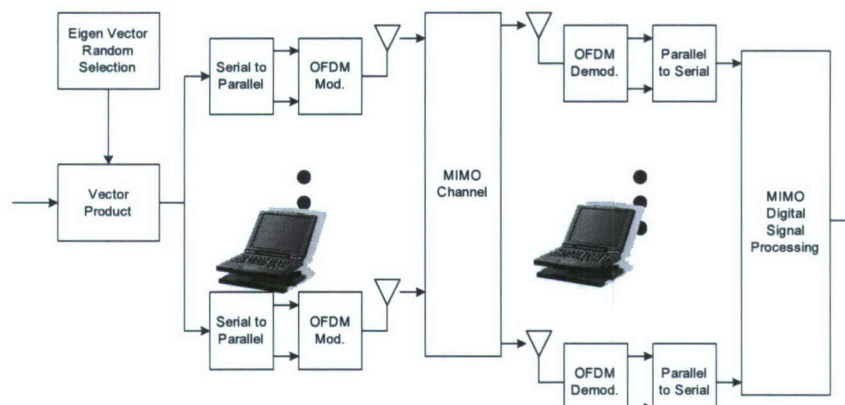 Eigen Vector
Random
Selection
Vector
Product
Serial to
Parallel
OFDM
Mod.
Serial to
Parallel
OFDM
Mod.
MIMO
Channel
OFDM
Demod.
Parallel
to Serial
OFDM
Demod.
Parallel
to Serial
MIMO
Digital
Signal
Processing